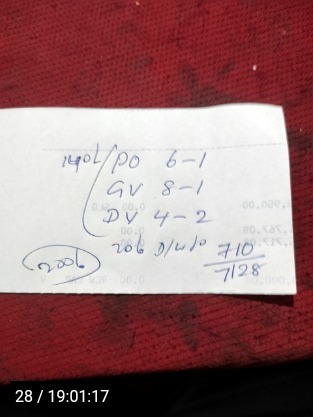 140L PO 6-1
GV 8-1
DV 4-2
206 D/W/O 710
2006 7128
28 / 19:01:17